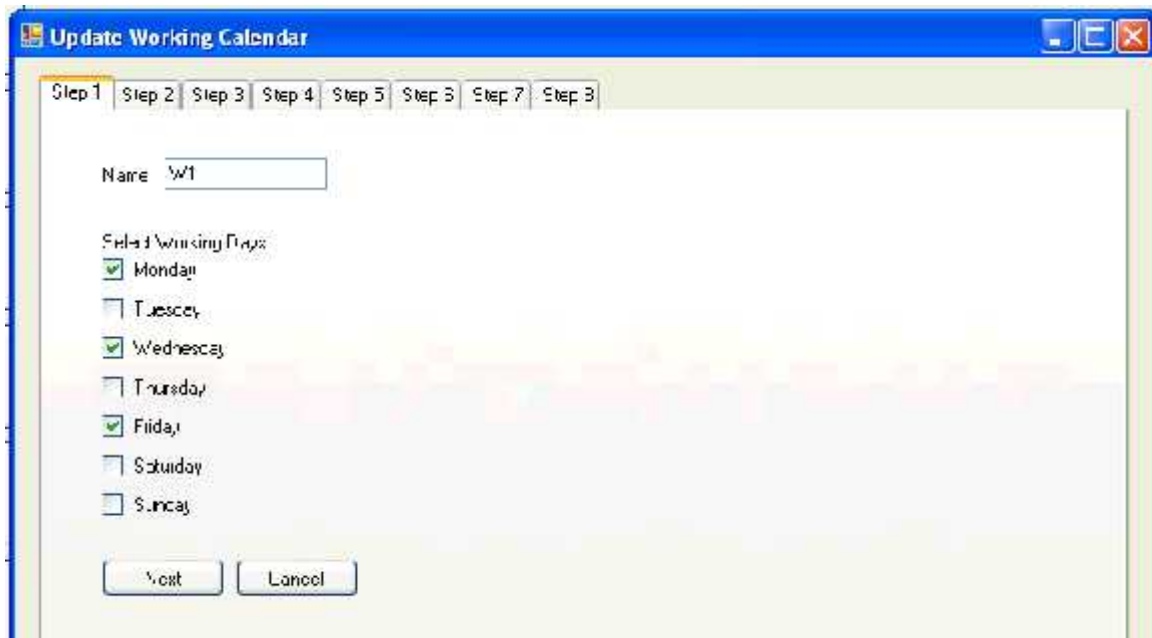 Update Working Calendar
Step 1 Step 2 Step 3 Step 4 Step 5 Step 6 Step 7 Step 8
Name W1
Select Working Days
Monday
Tuesday
Wednesday
Thursday
Friday
Saturday
Sunday
Next Cancel